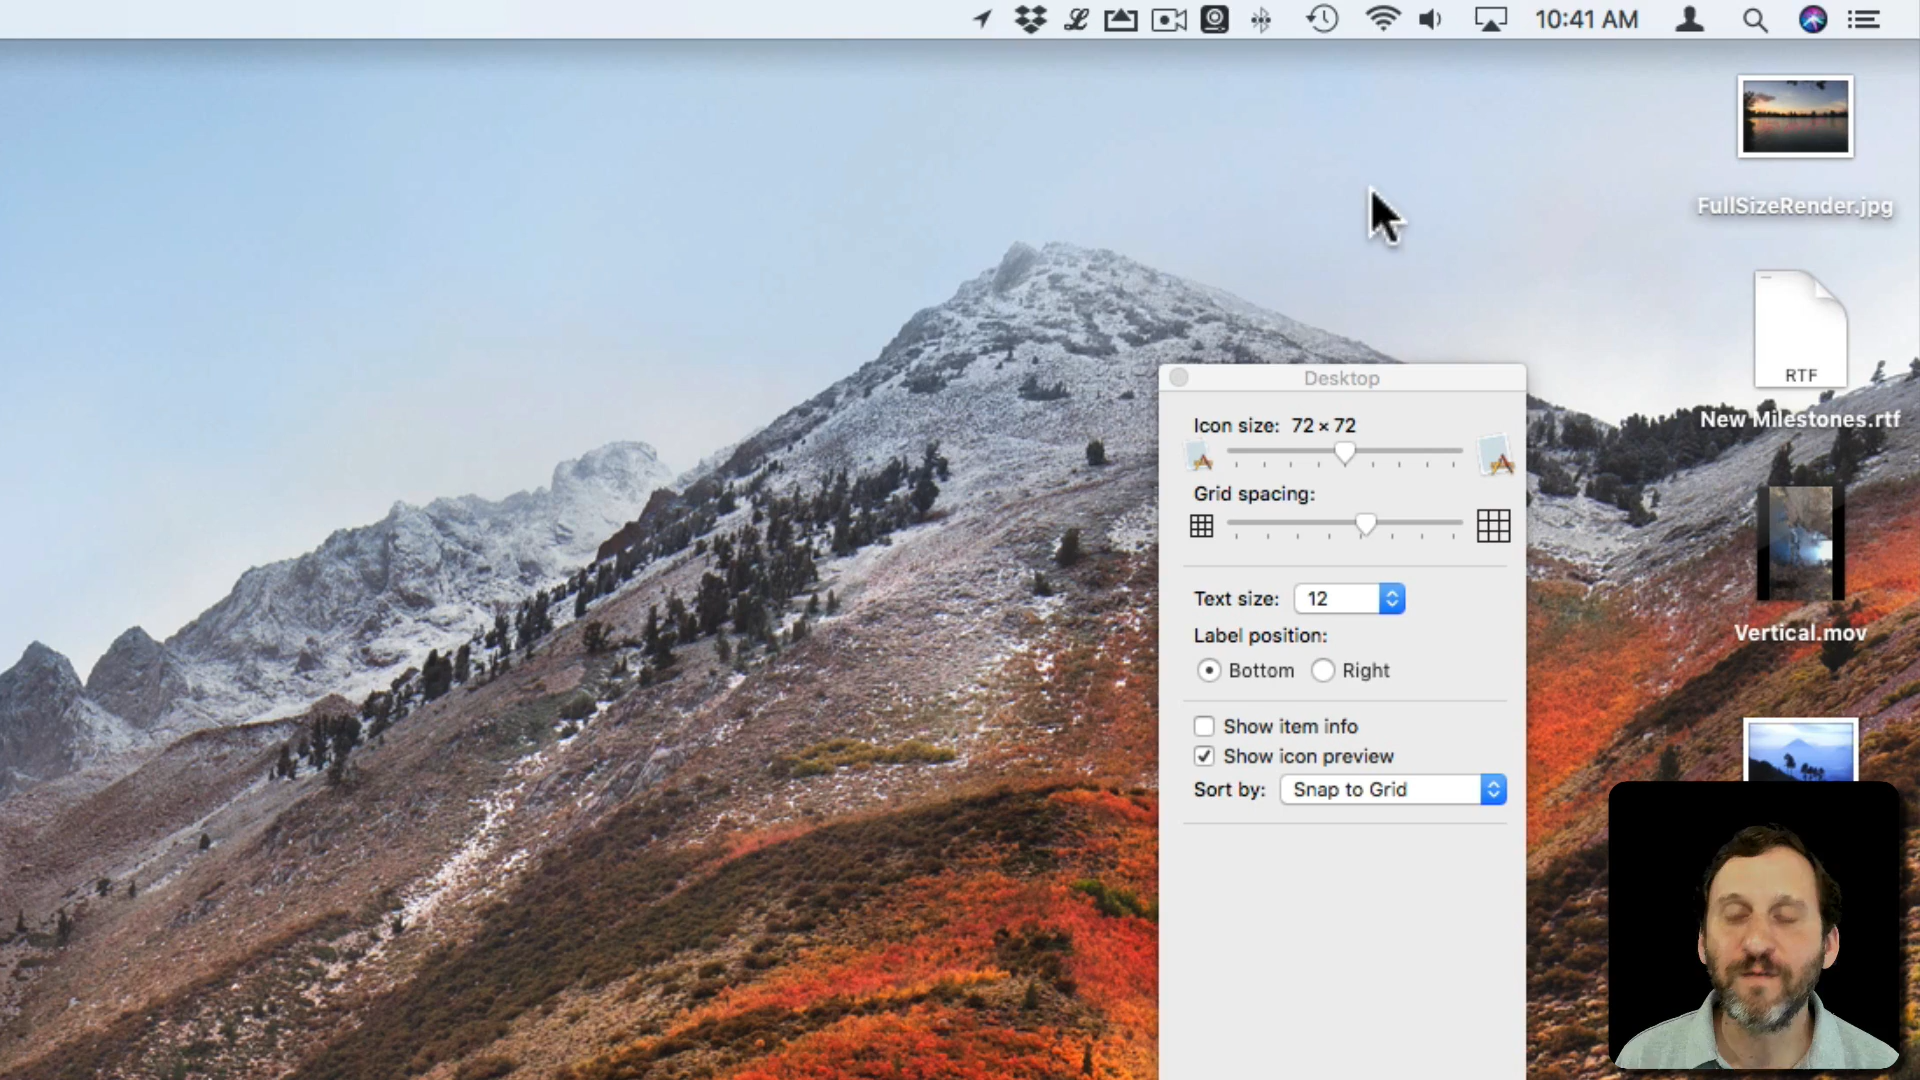 10:41 AM
FullSizeRender.jpg
RTF
New Milestones.rtf
Vertical.mov
Desktop
Icon size: 72 × 72
Grid spacing:
Text size: 12
Label position:
Bottom Right
Show item info
Show icon preview
Sort by: Snap to Grid